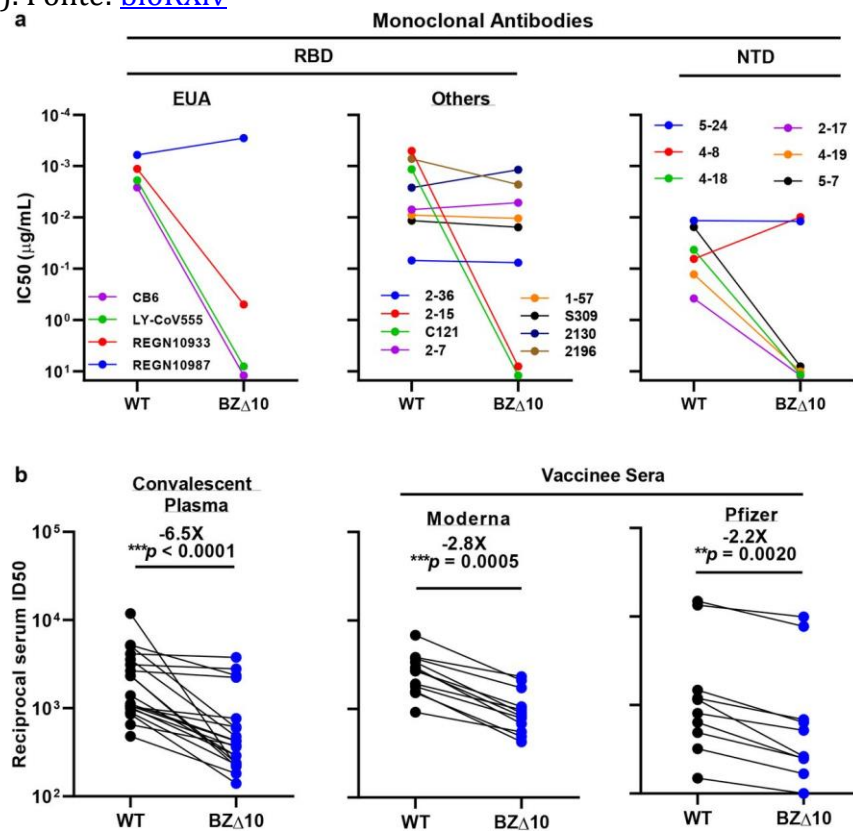 j. Fonte: bioRxiv
a
Monoclonal Antibodies
RBD
NTD
EUA
Others
IC50 (µg/mL)
10-4
10-3
10-2
10-1
100
101
CB6
LY-CoV555
REGN10933
REGN10987
WT
BZΔ10
2-36
2-15
C121
2-7
1-57
S309
2130
2196
WT
BZΔ10
5-24
4-8
4-18
2-17
4-19
5-7
WT
BZΔ10
b
Convalescent
Plasma
Vaccinee Sera
-6.5X
***p < 0.0001
Moderna
-2.8X
***p = 0.0005
Pfizer
-2.2X
**p = 0.0020
Reciprocal serum ID50
105
104
103
102
WT
BZΔ10
WT
BZΔ10
WT
BZΔ10